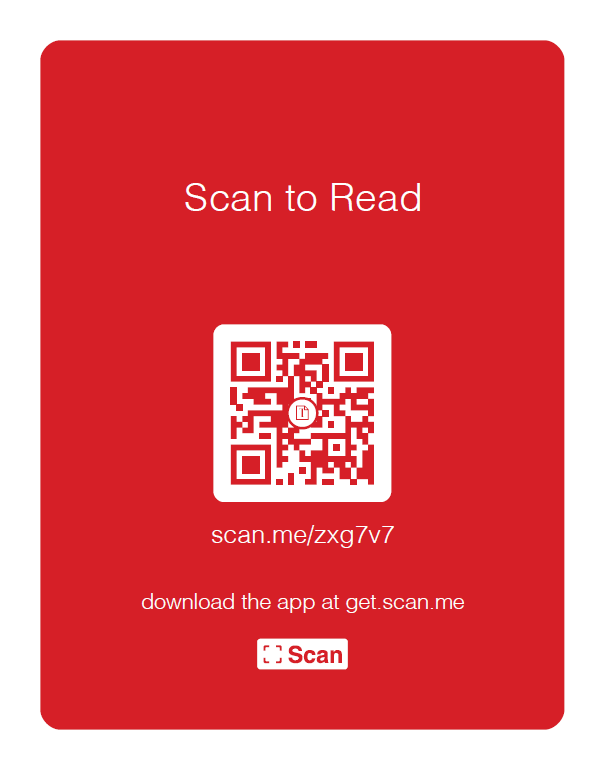 Scan to Read
scan.me/zxg7v7
download the app at get.scan.me
Scan